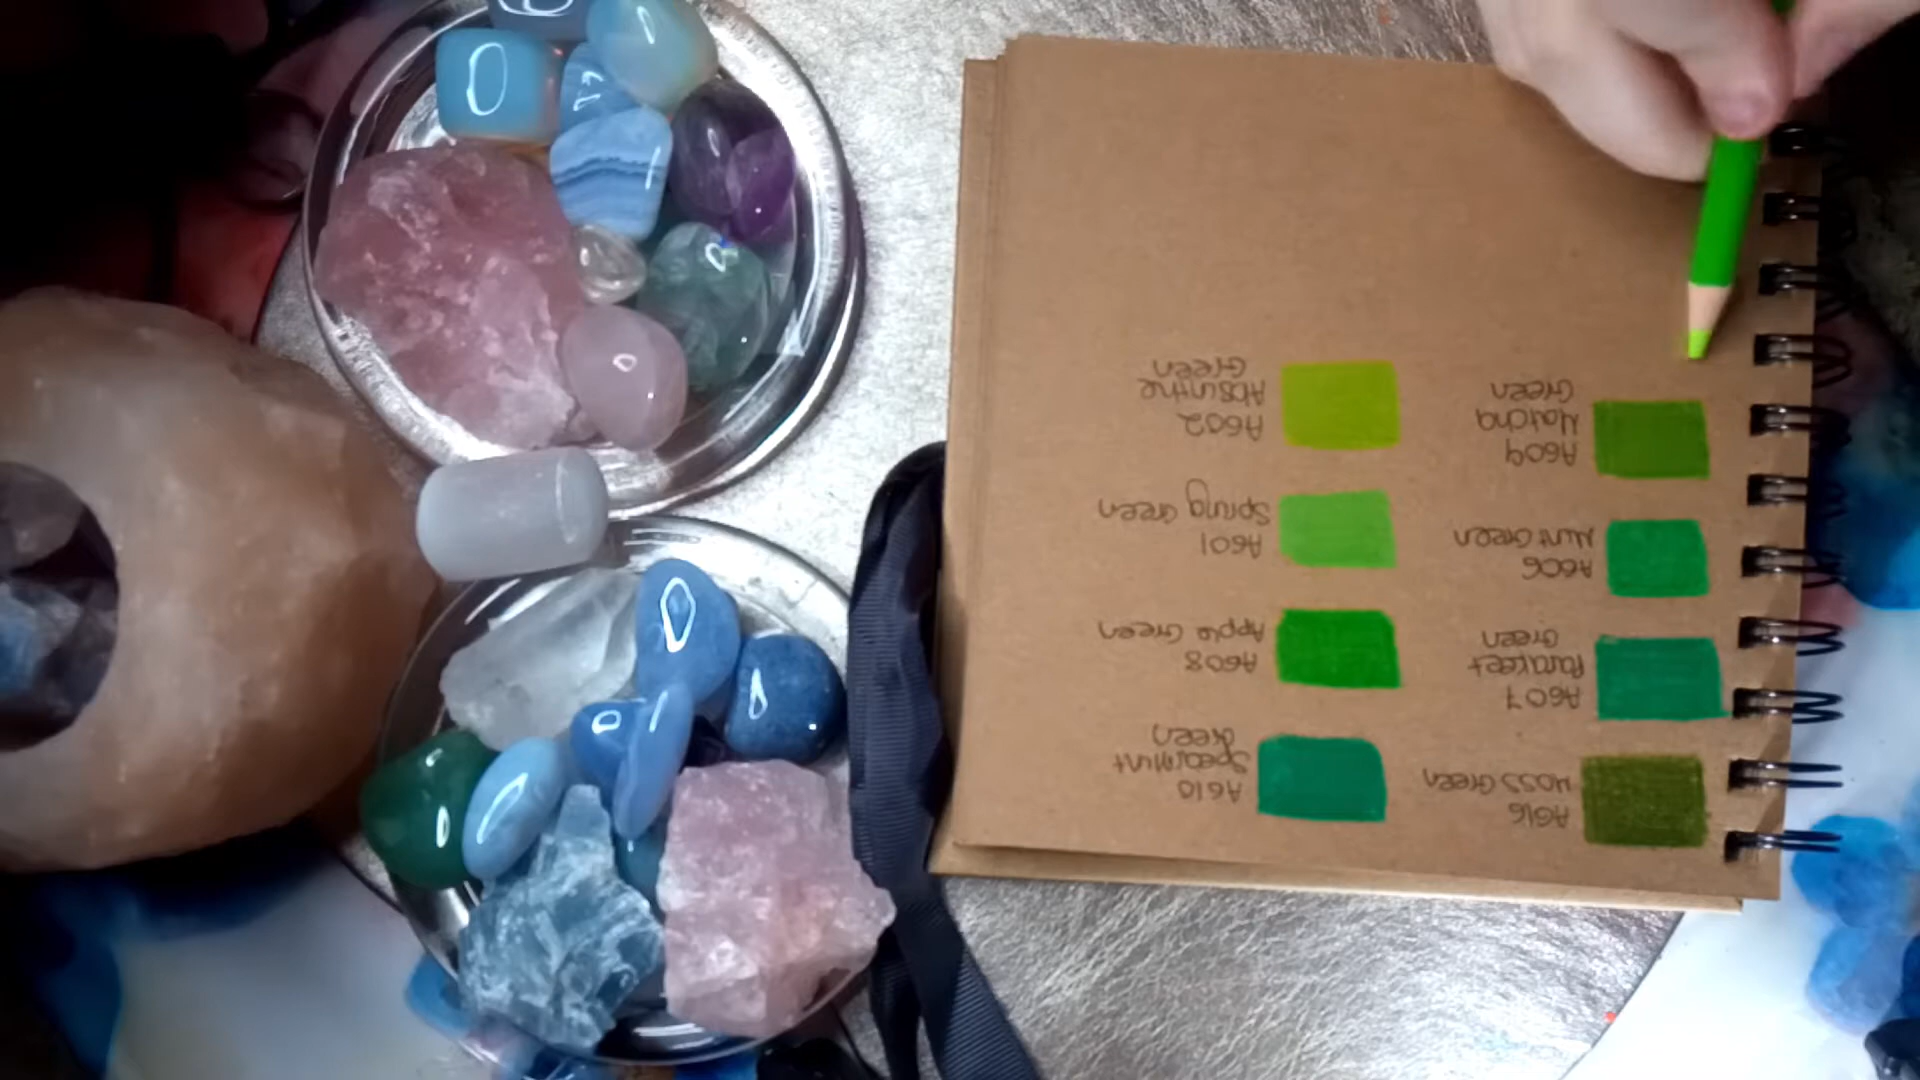 A616
Moss Green
A610
Spearmint
Green
A607
Parakeet
Green
A608
Apple Green
A606
Mint Green
A601
Spring Green
A609
Matcha
Green
A602
Absinthe
Green